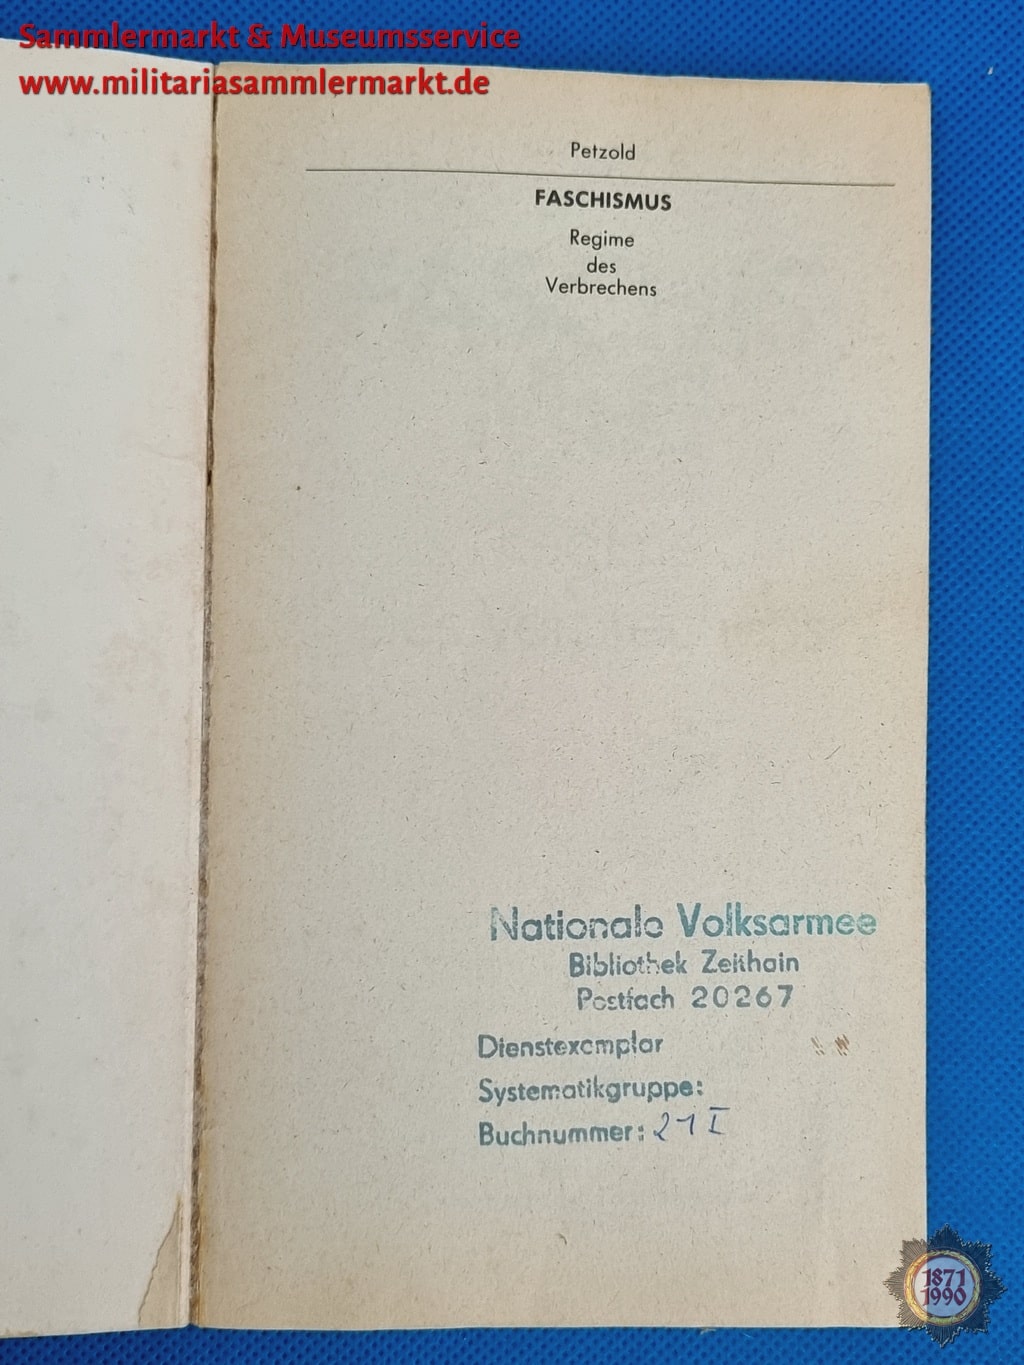 Sammlermarkt & Museumsservice
www.militariasammlermarkt.de
Petzold
FASCHISMUS
Regime
des
Verbrechens
Nationale Volksarmee
Bibliothek Zeithain
Postfach 20267
Dienstexemplar
Systematikgruppe:
Buchnummer: 21 I
1871
1990